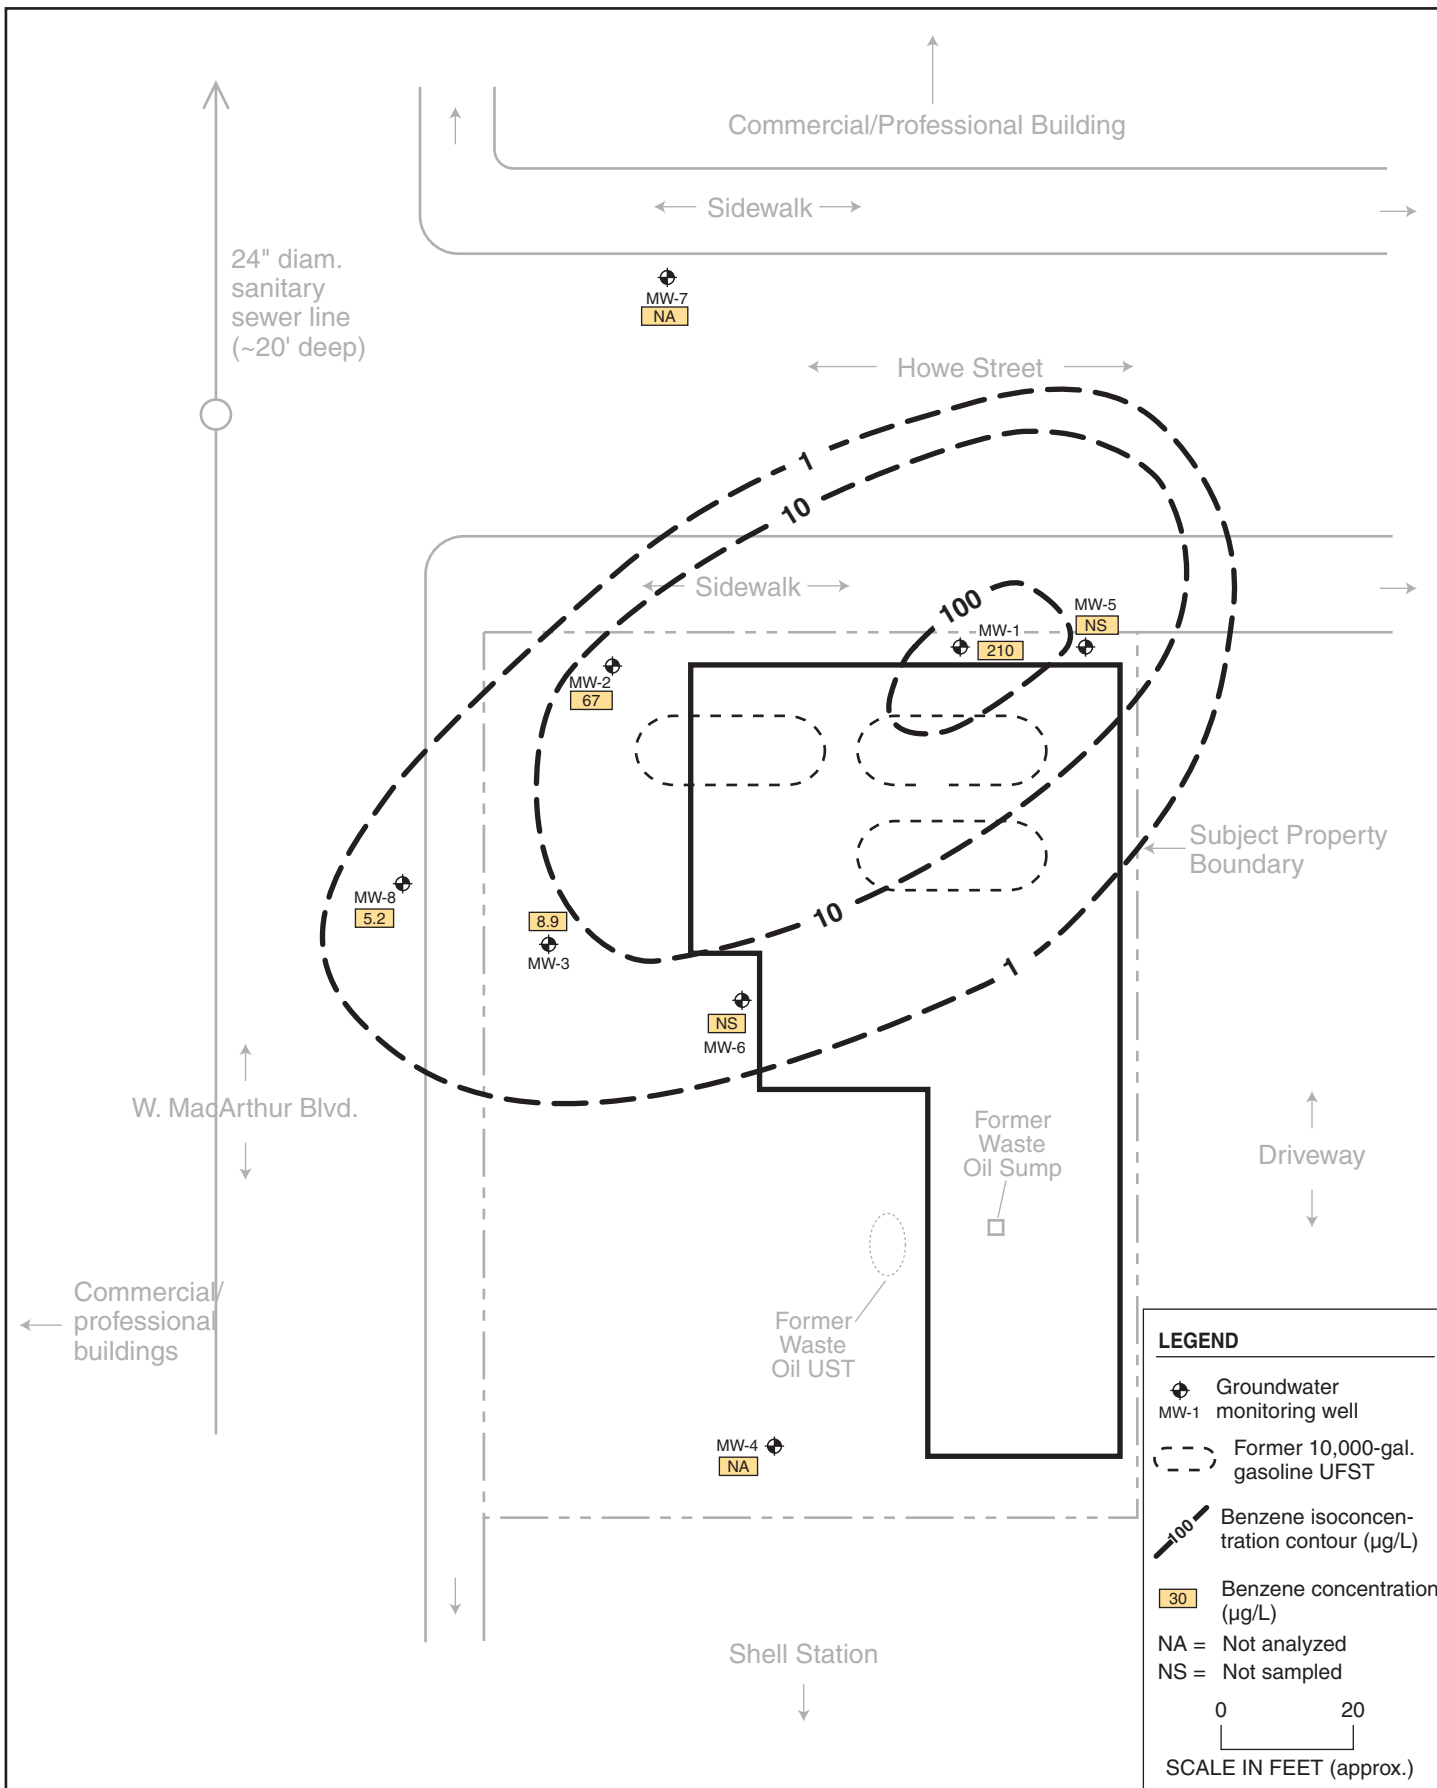 Commercial/Professional Building
Sidewalk
24" diam.
sanitary
sewer line
(~20' deep)
MW-7
NA
Howe Street
1
10
Sidewalk
100
MW-5
NS
MW-1
210
MW-2
67
Subject Property
Boundary
MW-8
5.2
8.9
MW-3
10
1
NS
MW-6
W. MacArthur Blvd.
Former
Waste
Oil Sump
Driveway
Commercial/
professional
buildings
Former
Waste
Oil UST
MW-4
NA
Shell Station
LEGEND
MW-1
Groundwater
monitoring well
Former 10,000-gal.
gasoline UFST
100
Benzene isoconcen-
tration contour (µg/L)
30
Benzene concentration
(µg/L)
NA = Not analyzed
NS = Not sampled
0 20
SCALE IN FEET (approx.)